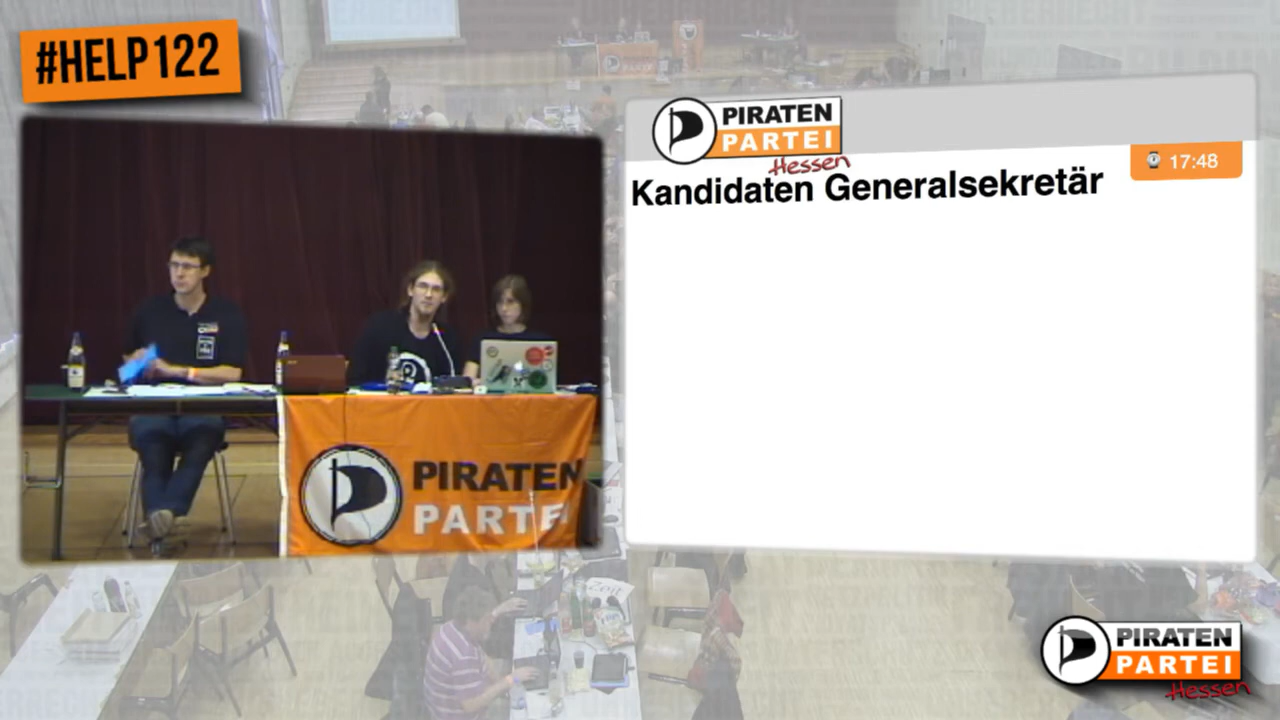 #HELP122
PIRATEN
PARTEI
Hessen
17:48
Kandidaten Generalsekretär
PIRATEN
PARTEI
PIRATEN
PARTEI
Hessen